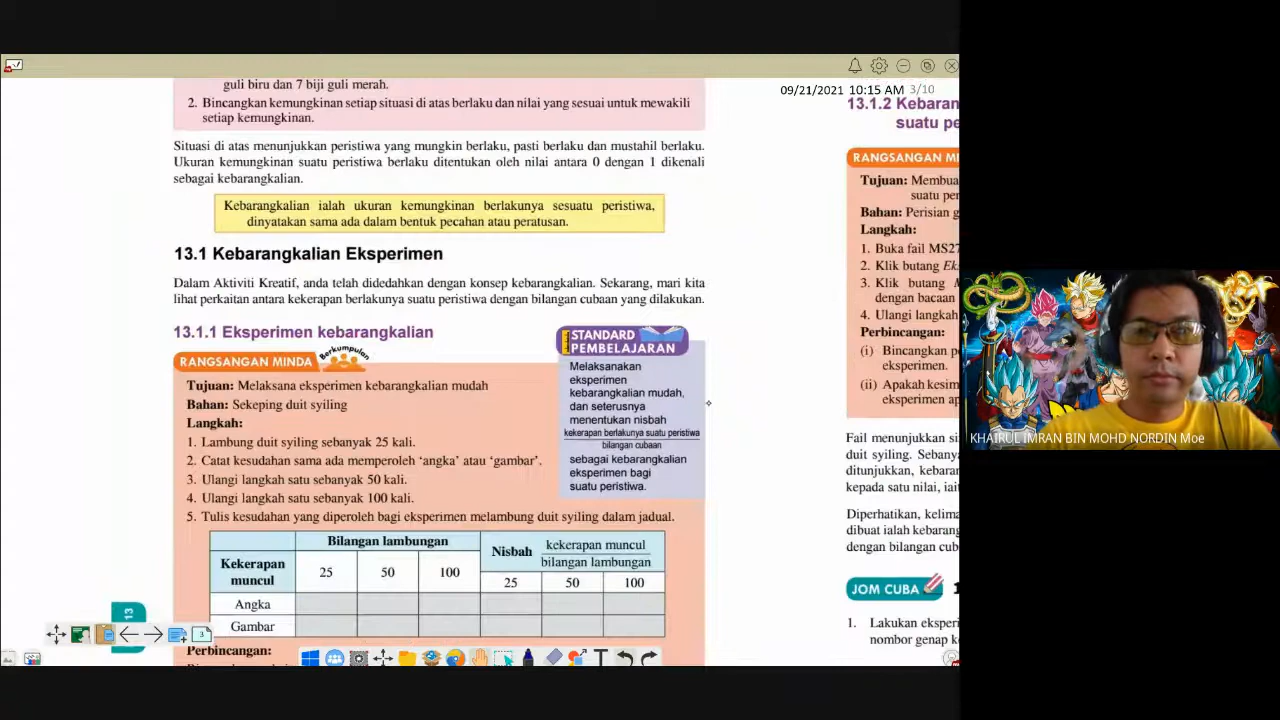 guli biru dan 7 biji guli merah.
2. Bincangkan kemungkinan setiap situasi di atas berlaku dan nilai yang sesuai untuk mewakili
setiap kemungkinan.
Situasi di atas menunjukkan peristiwa yang mungkin berlaku, pasti berlaku dan mustahil berlaku.
Ukuran kemungkinan suatu peristiwa berlaku ditentukan oleh nilai antara 0 dengan 1 dikenali
sebagai kebarangkalian.
Kebarangkalian ialah ukuran kemungkinan berlakunya sesuatu peristiwa,
dinyatakan sama ada dalam bentuk pecahan atau peratusan.
13.1 Kebarangkalian Eksperimen
Dalam Aktiviti Kreatif, anda telah didedahkan dengan konsep kebarangkalian. Sekarang, mari kita
lihat perkaitan antara kekerapan berlakunya suatu peristiwa dengan bilangan cubaan yang dilakukan.
13.1.1 Eksperimen kebarangkalian
RANGSANGAN MINDA
Berkumpulan
Tujuan: Melaksana eksperimen kebarangkalian mudah
Bahan: Sekeping duit syiling
Langkah:
1. Lambung duit syiling sebanyak 25 kali.
2. Catat kesudahan sama ada memperoleh ‘angka’ atau ‘gambar’.
3. Ulangi langkah satu sebanyak 50 kali.
4. Ulangi langkah satu sebanyak 100 kali.
5. Tulis kesudahan yang diperoleh bagi eksperimen melambung duit syiling dalam jadual.
STANDARD
PEMBELAJARAN
Melaksanakan
eksperimen
kebarangkalian mudah,
dan seterusnya
menentukan nisbah
kekerapan berlakunya suatu peristiwa
bilangan cubaan
sebagai kebarangkalian
eksperimen bagi
suatu peristiwa.
Kekerapan muncul
Bilangan lambungan
Nisbah kekerapan muncul
bilangan lambungan
25 50 100 25 50 100
Angka
Gambar
Perbincangan:
13
3
09/21/2021 10:15 AM 3/10
13.1.2 Kebaran
suatu pe
RANGSANGAN MI
Tujuan: Membua
suatu per
Bahan: Perisian g
Langkah:
1. Buka fail MS27
2. Klik butang Eks
3. Klik butang
dengan bacaan
4. Ulangi langkah
Perbincangan:
(i) Bincangkan p
eksperimen.
(ii) Apakah kesim
eksperimen ap
Fail menunjukkan si
duit syiling. Sebany
ditunjukkan, kebaran
kepada satu nilai, iait
Diperhatikan, kelima
dibuat ialah kebarang
dengan bilangan cub
JOM CUBA 1
1. Lakukan eksperi
nombor genap k
KHAIRUL IMRAN BIN MOHD NORDIN Moe